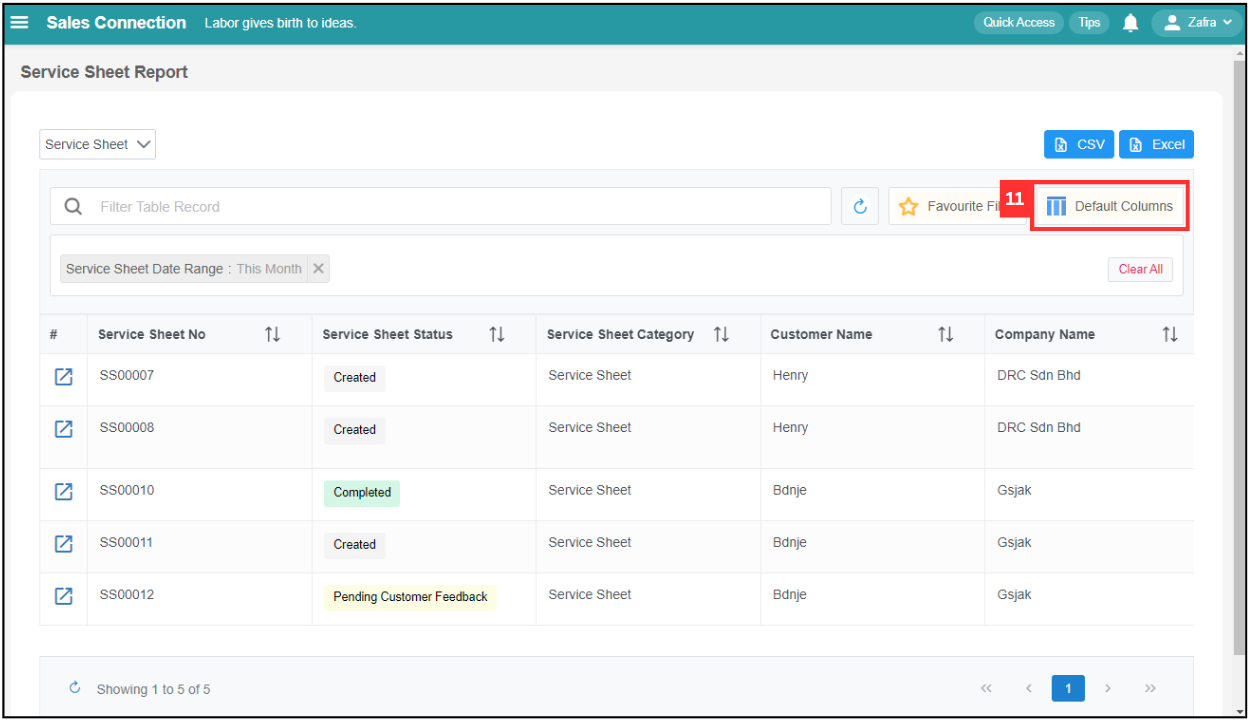 Sales Connection Labor gives birth to ideas. Quick Access Tips Zafra
Service Sheet Report
Service Sheet CSV Excel
Filter Table Record Favourite Fi 11 Default Columns
Service Sheet Date Range : This Month Clear All
# Service Sheet No Service Sheet Status Service Sheet Category Customer Name Company Name
SS00007 Created Service Sheet Henry DRC Sdn Bhd
SS00008 Created Service Sheet Henry DRC Sdn Bhd
SS00010 Completed Service Sheet Bdnje Gsjak
SS00011 Created Service Sheet Bdnje Gsjak
SS00012 Pending Customer Feedback Service Sheet Bdnje Gsjak
Showing 1 to 5 of 5 << < 1 > >>